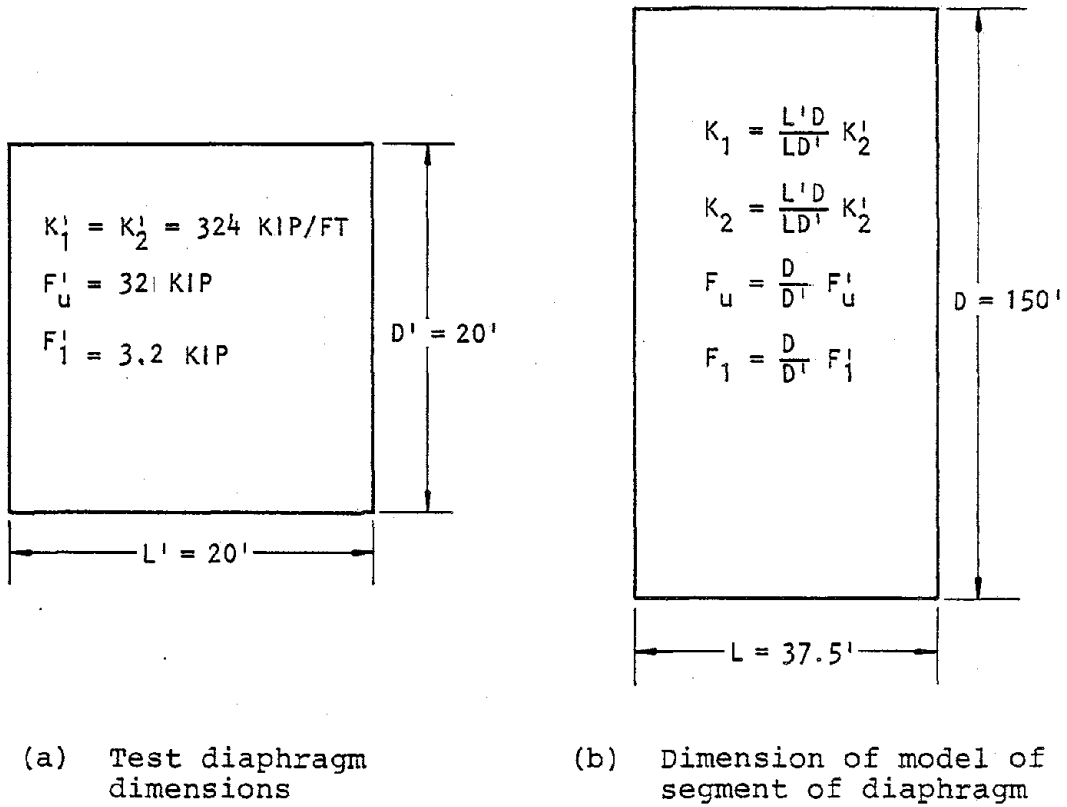 K'₁ = K'₂ = 324 KIP/FT
F'ᵤ = 32 KIP
F'₁ = 3.2 KIP
D' = 20'
L' = 20'
K₁ = L'D/LD' K'₂
K₂ = L'D/LD' K'₂
Fᵤ = D/D' F'ᵤ
F₁ = D/D' F'₁
D = 150'
L = 37.5'
(a) Test diaphragm
dimensions
(b) Dimension of model of
segment of diaphragm